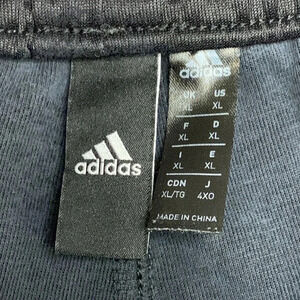 adidas
adidas
UK US
XL XL
F D
XL XL
I E
XL XL
CDN J
XL/TG 4XO
MADE IN CHINA